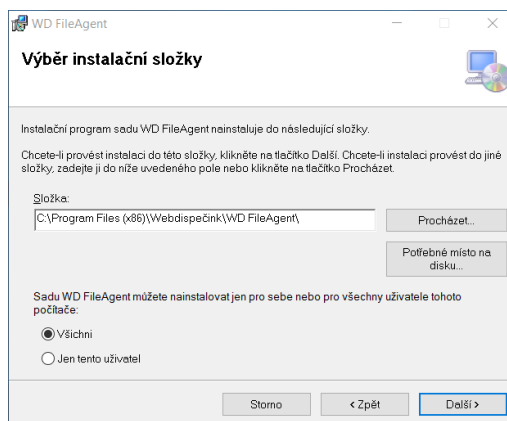 WD FileAgent
Výběr instalační složky
Instalační program sadu WD FileAgent nainstaluje do následující složky.
Chcete-li provést instalaci do této složky, klikněte na tlačítko Další. Chcete-li instalaci provést do jiné
složky, zadejte ji do níže uvedeného pole nebo klikněte na tlačítko Procházet.
Složka:
C:\Program Files (x86)\Webdispečink\WD FileAgent\
Procházet...
Potřebné místo na
disku...
Sadu WD FileAgent můžete nainstalovat jen pro sebe nebo pro všechny uživatele tohoto
počítače:
Všichni
Jen tento uživatel
Storno
< Zpět
Další >